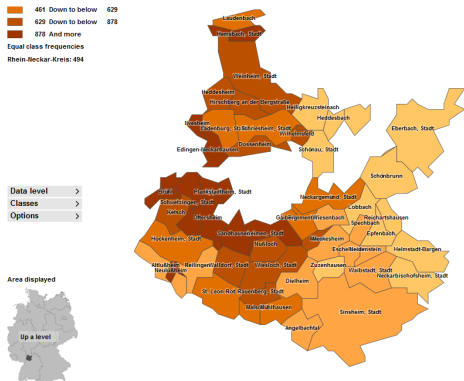 461 Down to below 629
629 Down to below 878
878 And more
Equal class frequencies
Rhein-Neckar-Kreis: 494
Laudenbach
Hemsbach, Stadt
Weinheim, Stadt
Heddesheim
Hirschberg an der Bergstraße
Heiligkreuzsteinach
Heddesbach
Ilvesheim
Ladenburg, Stadt
Schriesheim, Stadt
Wilhelmsfeld
Eberbach, Stadt
Edingen-Neckarhausen
Dossenheim
Schönau, Stadt
Schönbrunn
Data level >
Classes >
Options >
Brühl
Plankstadt
Schwetzingen, Stadt
Ketsch
Oftersheim
Neckargemünd, Stadt
Lobbach
Gaiberg
Wiesenbach
Spechbach
Reichartshausen
Epfenbach
Hockenheim, Stadt
Sandhausen
Leimen, Stadt
Nußloch
Mauer
Meckesheim
Eschelbronn
Neidenstein
Helmstadt-Bargen
Altlußheim
Neulußheim
Reilingen
Walldorf, Stadt
Wiesloch, Stadt
Zuzenhausen
Waibstadt, Stadt
Neckarbischofsheim, Stadt
Area displayed
Dielheim
St. Leon-Rot
Rauenberg, Stadt
Malsch
Mühlhausen
Sinsheim, Stadt
Angelbachtal
Up a level